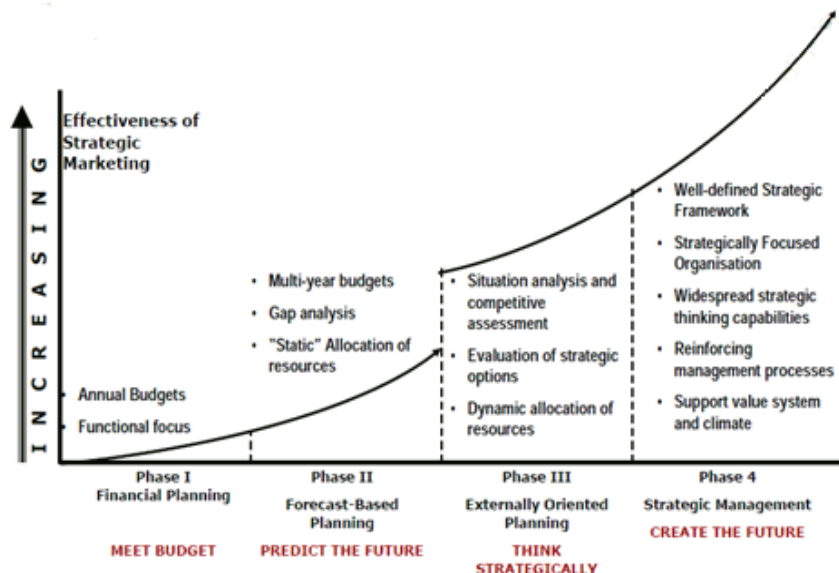 Effectiveness of
Strategic
Marketing
INCREASING
• Annual Budgets
• Functional focus
• Multi-year budgets
• Gap analysis
• "Static" Allocation of
resources
• Situation analysis and
competitive
assessment
• Evaluation of strategic
options
• Dynamic allocation of
resources
• Well-defined Strategic
Framework
• Strategically Focused
Organisation
• Widespread strategic
thinking capabilities
• Reinforcing
management processes
• Support value system
and climate
Phase I
Financial Planning
MEET BUDGET
Phase II
Forecast-Based
Planning
PREDICT THE FUTURE
Phase III
Externally Oriented
Planning
THINK
STRATEGICALLY
Phase 4
Strategic Management
CREATE THE FUTURE